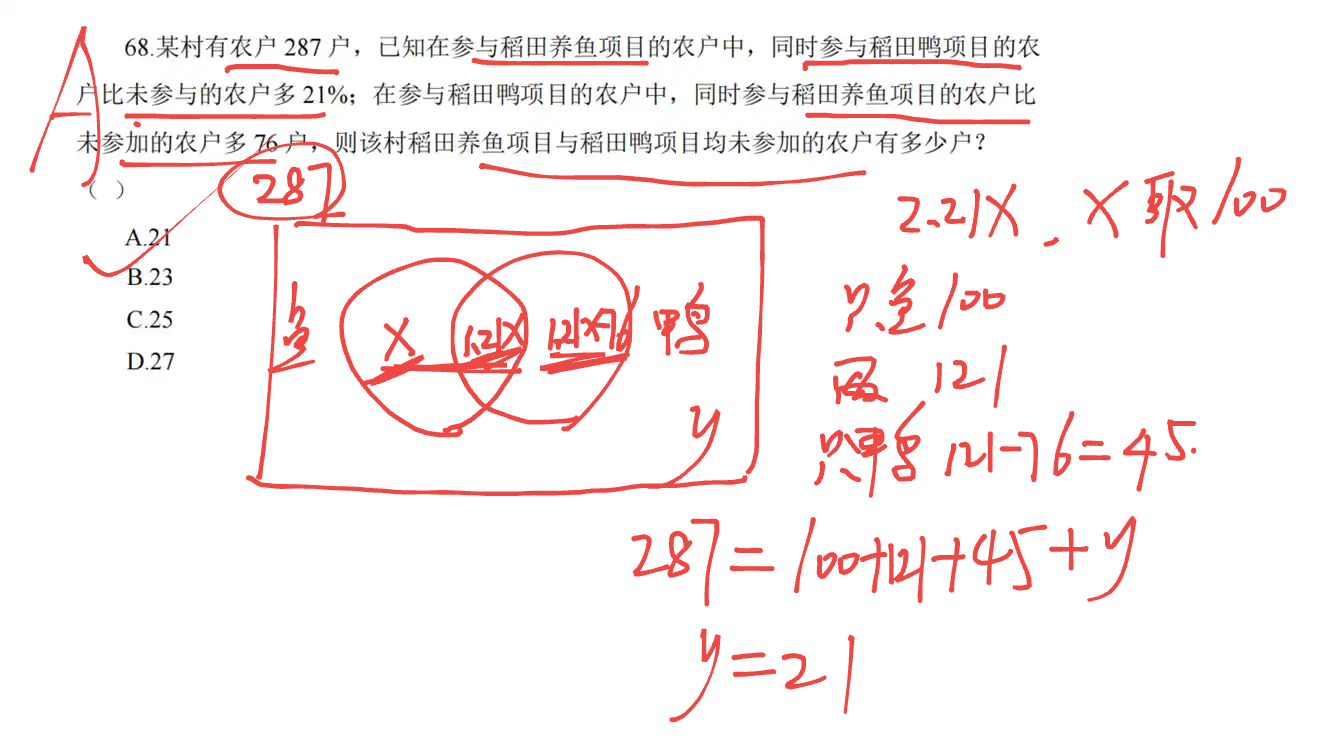 A
68.某村有农户 287 户，已知在参与稻田养鱼项目的农户中，同时参与稻田鸭项目的农
户比未参与的农户多 21%；在参与稻田鸭项目的农户中，同时参与稻田养鱼项目的农户比
未参加的农户多 76 户，则该村稻田养鱼项目与稻田鸭项目均未参加的农户有多少户？
（ ）
287
A.21
B.23
C.25
D.27
鱼 X 1.21X 1.21X-76 鸭
y
2.21X . X 取 100
只鱼 100
两 121
只鸭 121-76=45.
287=100+121+45+y
y=21